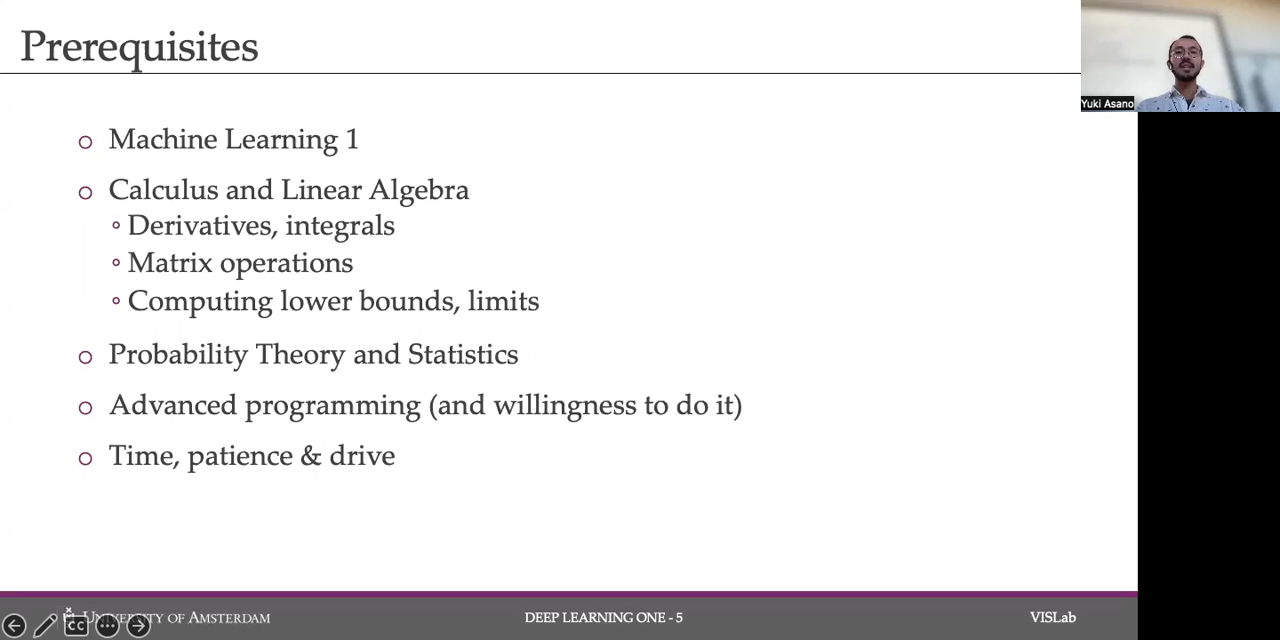 Prerequisites
Yuki Asano
Machine Learning 1
Calculus and Linear Algebra
Derivatives, integrals
Matrix operations
Computing lower bounds, limits
Probability Theory and Statistics
Advanced programming (and willingness to do it)
Time, patience & drive
CC
UNIVERSITY OF AMSTERDAM
DEEP LEARNING ONE - 5
VISLab